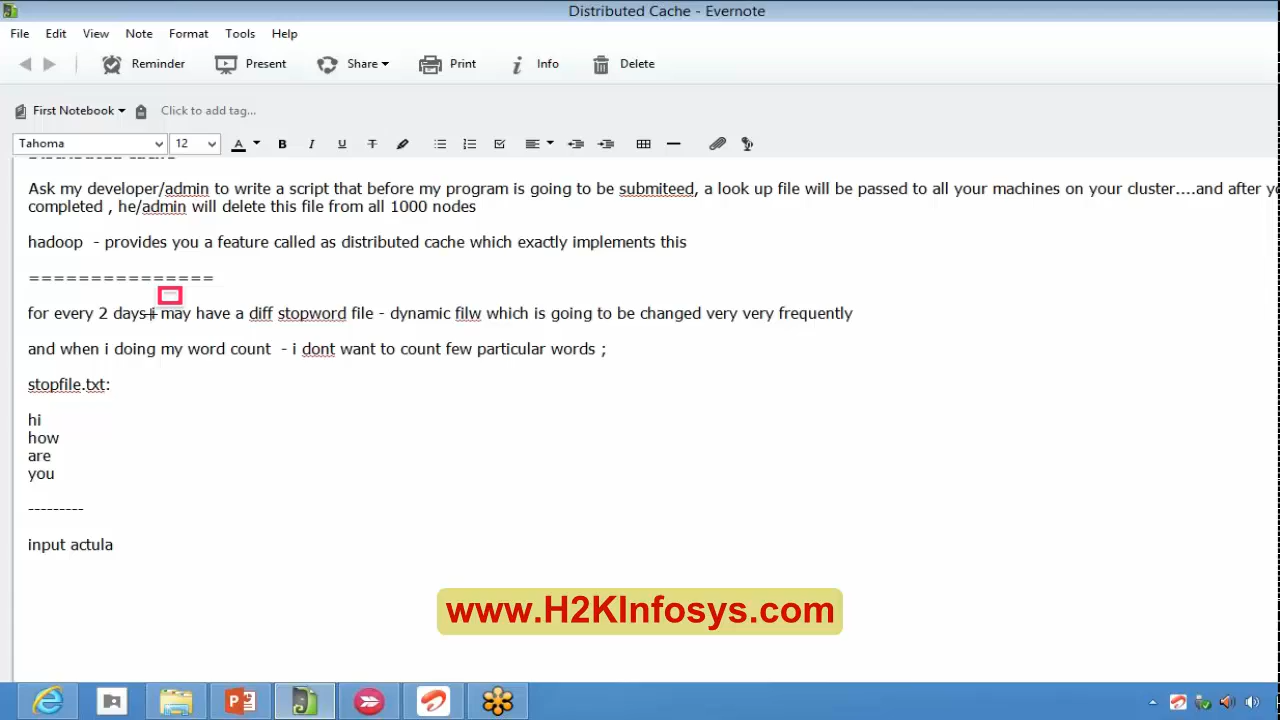 Distributed Cache - Evernote
File Edit View Note Format Tools Help
Reminder Present Share Print Info Delete
First Notebook Click to add tag...
Tahoma 12 A B I U T
Ask my developer/admin to write a script that before my program is going to be submiteed, a look up file will be passed to all your machines on your cluster....and after
completed , he/admin will delete this file from all 1000 nodes
hadoop - provides you a feature called as distributed cache which exactly implements this
===============
for every 2 days i may have a diff stopword file - dynamic filw which is going to be changed very very frequently
and when i doing my word count - i dont want to count few particular words ;
stopfile.txt:
hi
how
are
you
---------
input actula
www.H2KInfosys.com